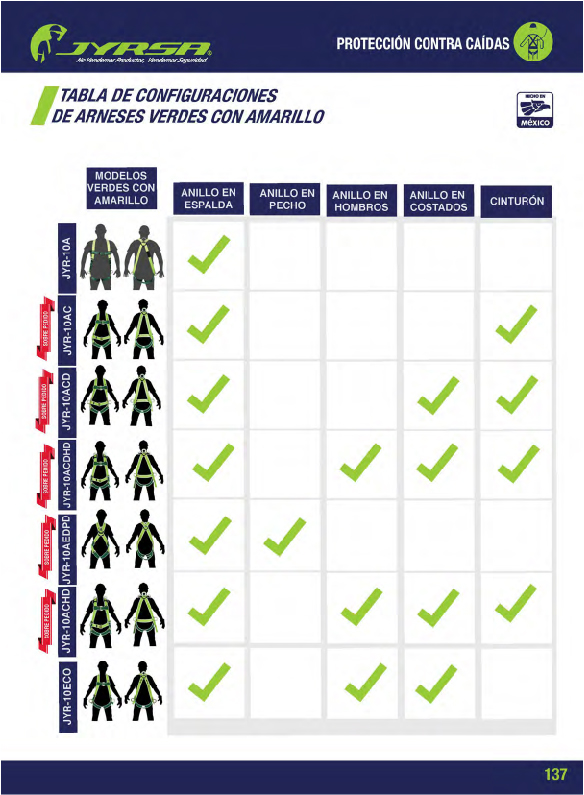 JYRSA®
No Vendemos Productos, Vendemos Seguridad
PROTECCIÓN CONTRA CAÍDAS
TABLA DE CONFIGURACIONES
DE ARNESES VERDES CON AMARILLO
HECHO EN
MÉXICO
MODELOS
VERDES CON
AMARILLO
ANILLO EN
ESPALDA
ANILLO EN
PECHO
ANILLO EN
HOMBROS
ANILLO EN
COSTADOS
CINTURÓN
JYR-10A
SOBRE PEDIDO
JYR-10AC
SOBRE PEDIDO
JYR-10ACD
SOBRE PEDIDO
JYR-10ACDHD
SOBRE PEDIDO
JYR-10AEDPD
SOBRE PEDIDO
JYR-10ACHD
JYR-10ECO
137